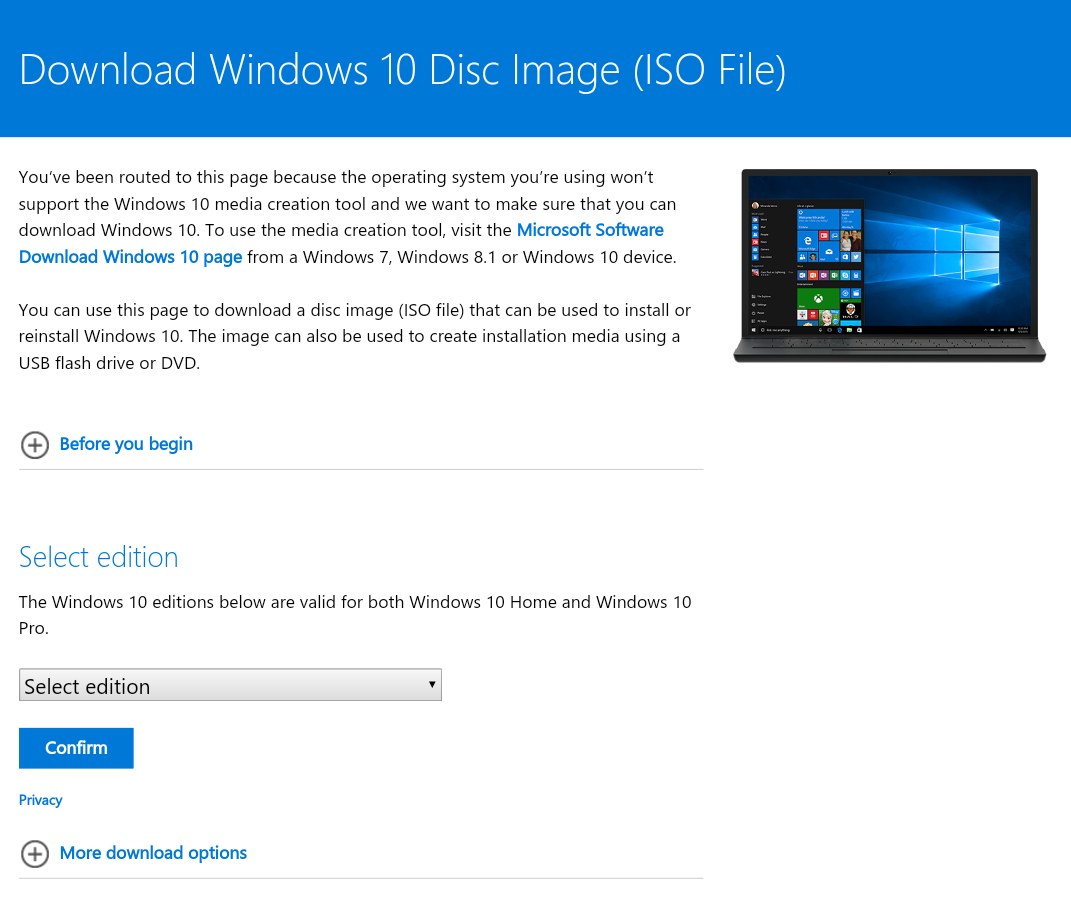 Download Windows 10 Disc Image (ISO File)
You've been routed to this page because the operating system you're using won't
support the Windows 10 media creation tool and we want to make sure that you can
download Windows 10. To use the media creation tool, visit the Microsoft Software
Download Windows 10 page from a Windows 7, Windows 8.1 or Windows 10 device.
You can use this page to download a disc image (ISO file) that can be used to install or
reinstall Windows 10. The image can also be used to create installation media using a
USB flash drive or DVD.
Before you begin
Select edition
The Windows 10 editions below are valid for both Windows 10 Home and Windows 10
Pro.
Select edition
Confirm
Privacy
More download options